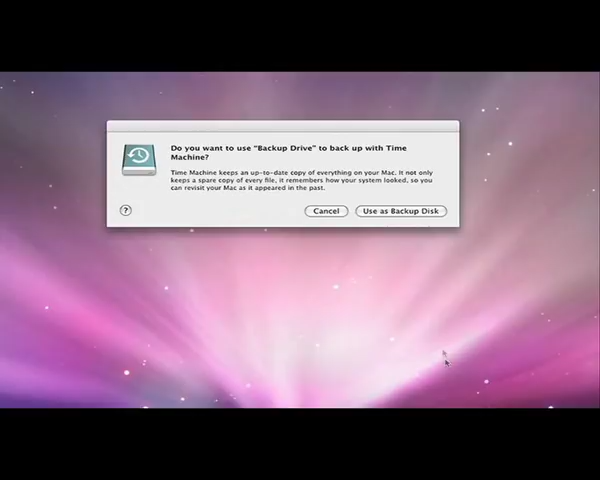 Do you want to use "Backup Drive" to back up with Time
Machine?
Time Machine keeps an up-to-date copy of everything on your Mac. It not only
keeps a spare copy of every file, it remembers how your system looked, so you
can revisit your Mac as it appeared in the past.
?
Cancel
Use as Backup Disk